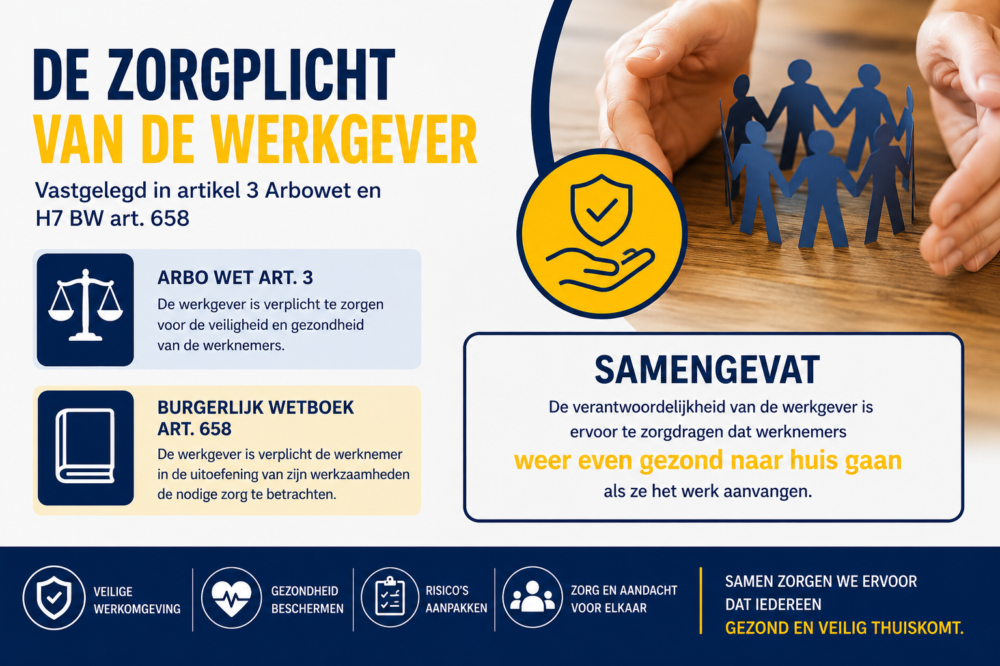 DE ZORGPLICHT
VAN DE WERKGEVER
Vastgelegd in artikel 3 Arbowet en
H7 BW art. 658
ARBO WET ART. 3
De werkgever is verplicht te zorgen
voor de veiligheid en gezondheid
van de werknemers.
BURGERLIJK WETBOEK
ART. 658
De werkgever is verplicht de werknemer
in de uitoefening van zijn werkzaamheden
de nodige zorg te betrachten.
SAMENGEVAT
De verantwoordelijkheid van de werkgever is
ervoor te zorgdragen dat werknemers
weer even gezond naar huis gaan
als ze het werk aanvangen.
VEILIGE
WERKOMGEVING
GEZONDHEID
BESCHERMEN
RISICO'S
AANPAKKEN
ZORG EN AANDACHT
VOOR ELKAAR
SAMEN ZORGEN WE ERVOOR
DAT IEDEREEN
GEZOND EN VEILIG THUISKOMT.